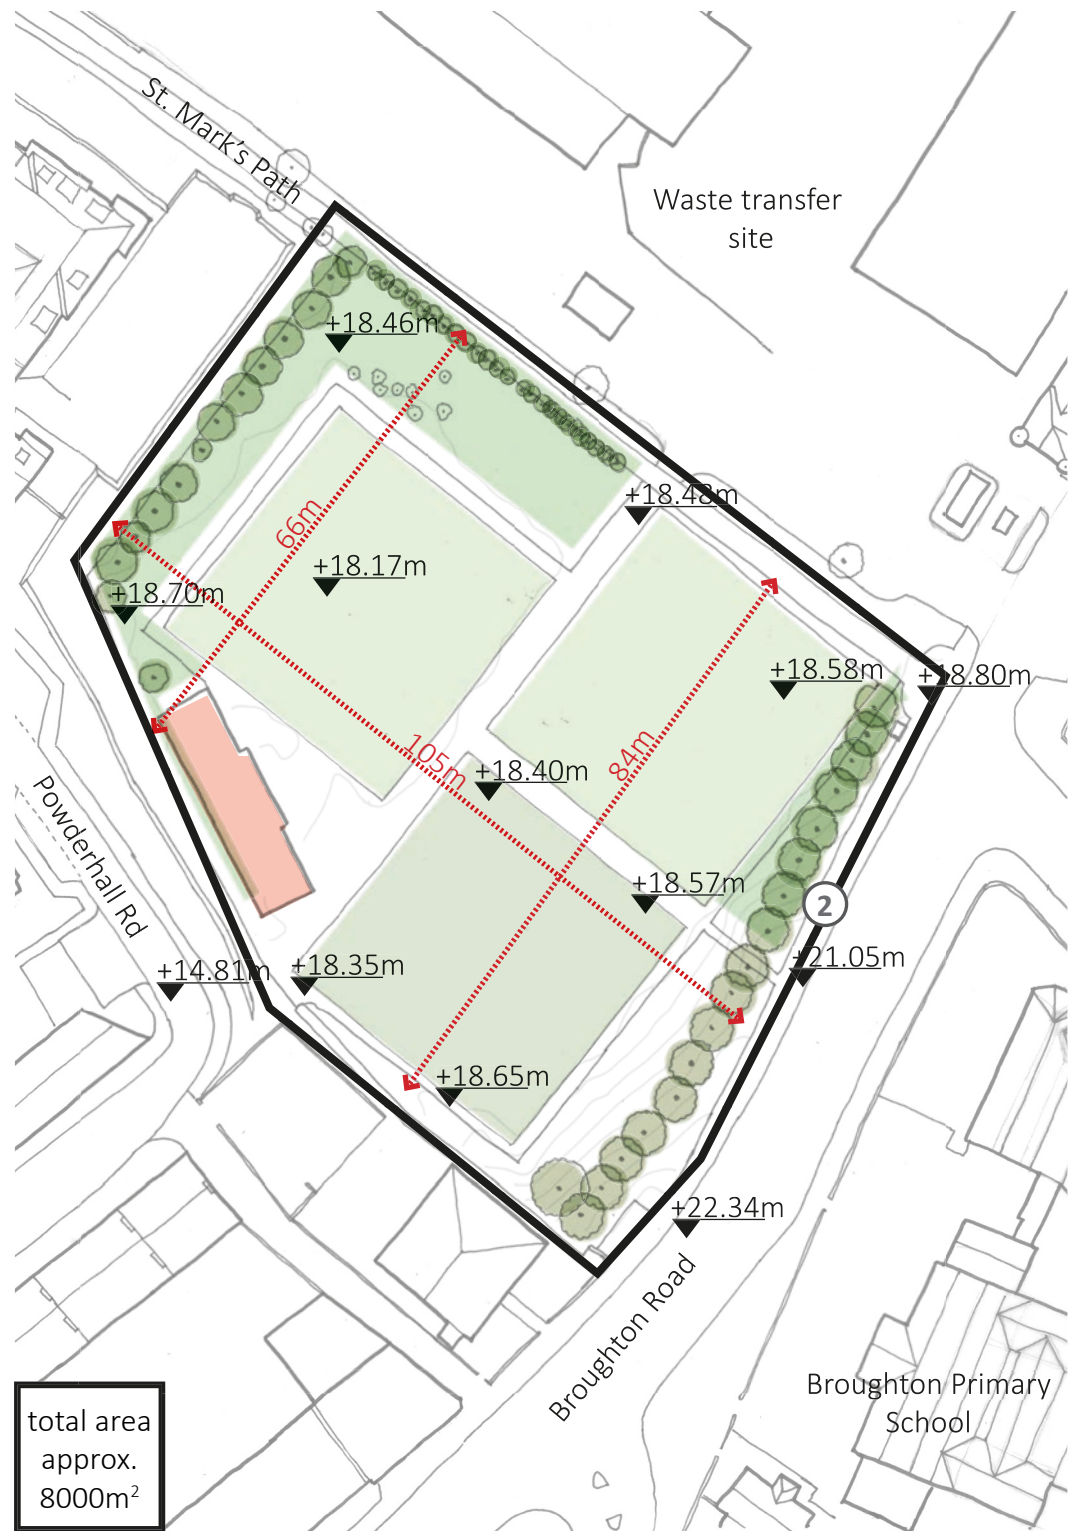 St. Mark's Path
Waste transfer
site
+18.46m
66m
+18.48m
+18.17m
+18.70m
+18.58m
+18.80m
105m
84m
+18.40m
Powderhall Rd
+18.57m
2
+14.81m
+18.35m
+21.05m
+18.65m
+22.34m
Broughton Road
Broughton Primary
School
total area
approx.
8000m²